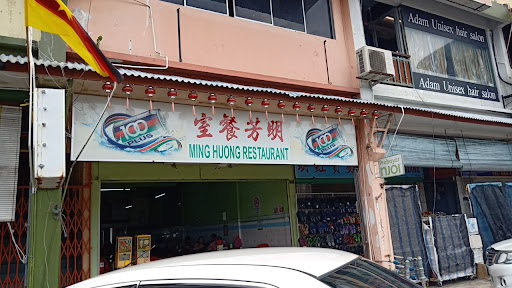 Adam Unisex hair salon
Adam Unisex hair salon
100
PLUS
室餐芳明
MING HUONG RESTAURANT
100
PLUS
PLUS